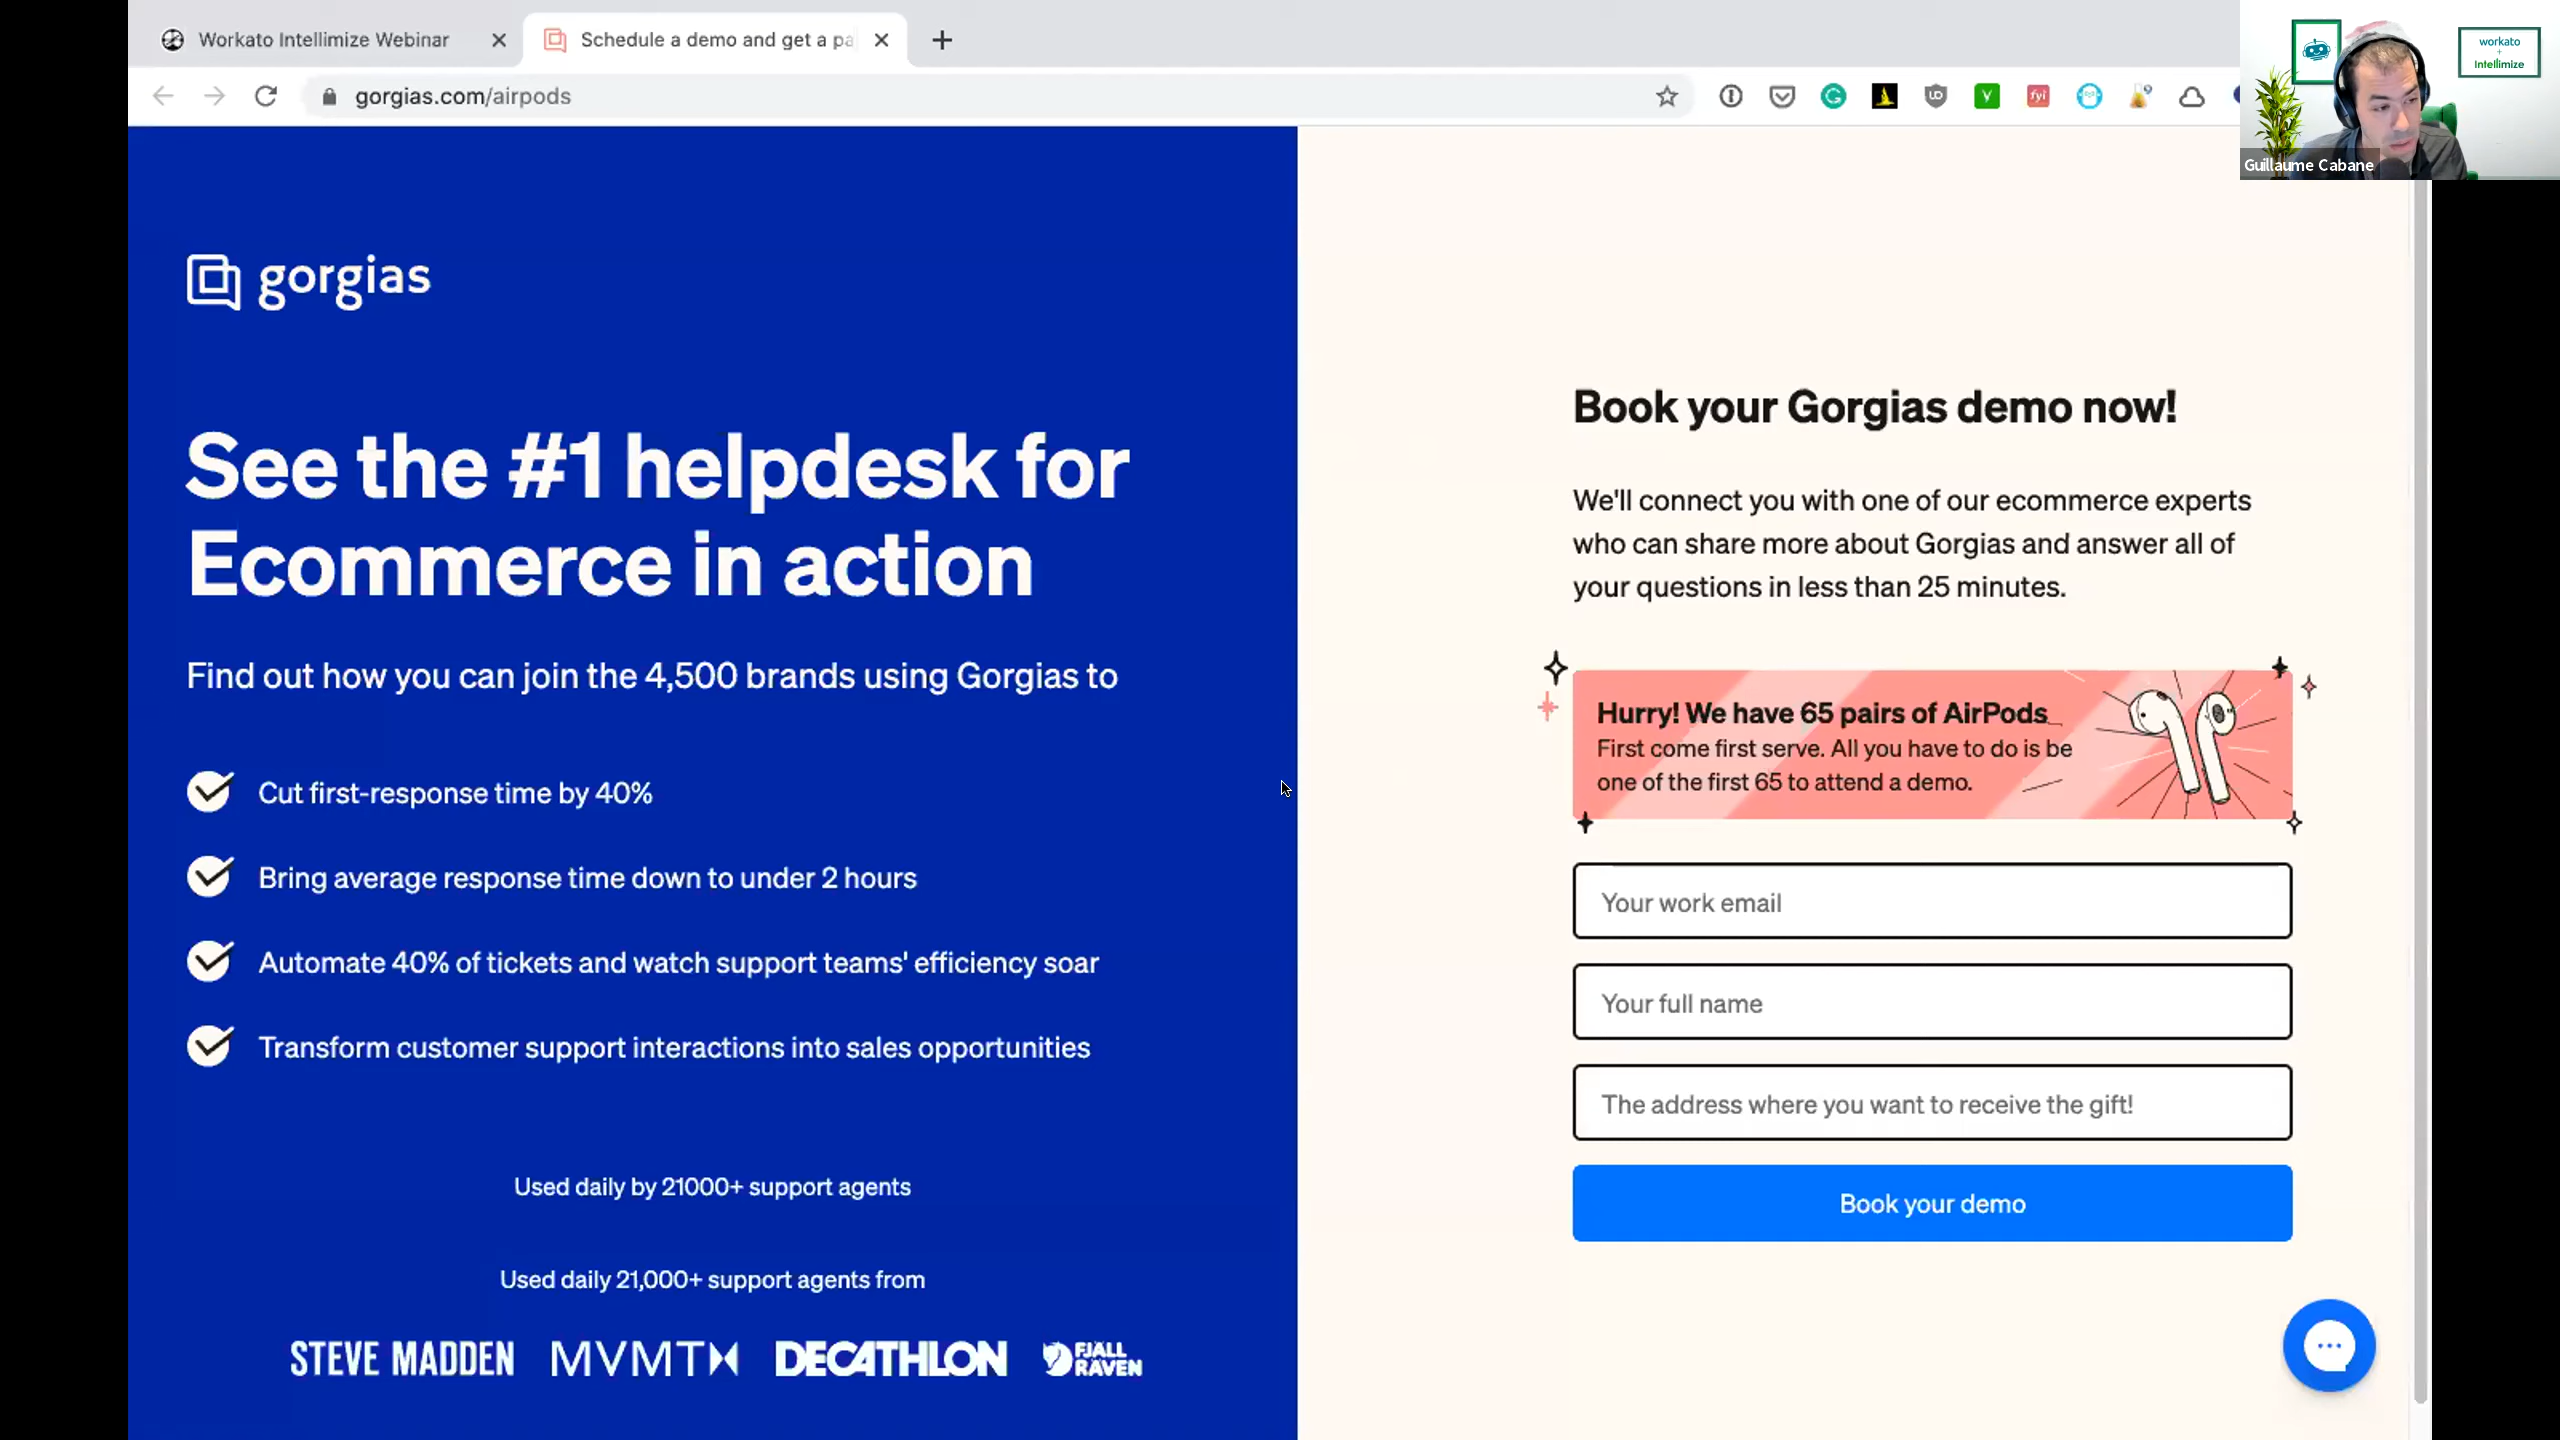 Workato Intellimize Webinar
Schedule a demo and get a pa
gorgias.com/airpods
fyi
workato
+
Intellimize
Guillaume Cabane
gorgias
See the #1 helpdesk for
Ecommerce in action
Find out how you can join the 4,500 brands using Gorgias to
Cut first-response time by 40%
Bring average response time down to under 2 hours
Automate 40% of tickets and watch support teams' efficiency soar
Transform customer support interactions into sales opportunities
Used daily by 21000+ support agents
Used daily 21,000+ support agents from
STEVE MADDEN
MVMT
DECATHLON
FJÄLL
RÄVEN
Book your Gorgias demo now!
We'll connect you with one of our ecommerce experts
who can share more about Gorgias and answer all of
your questions in less than 25 minutes.
Hurry! We have 65 pairs of AirPods
First come first serve. All you have to do is be
one of the first 65 to attend a demo.
Your work email
Your full name
The address where you want to receive the gift!
Book your demo